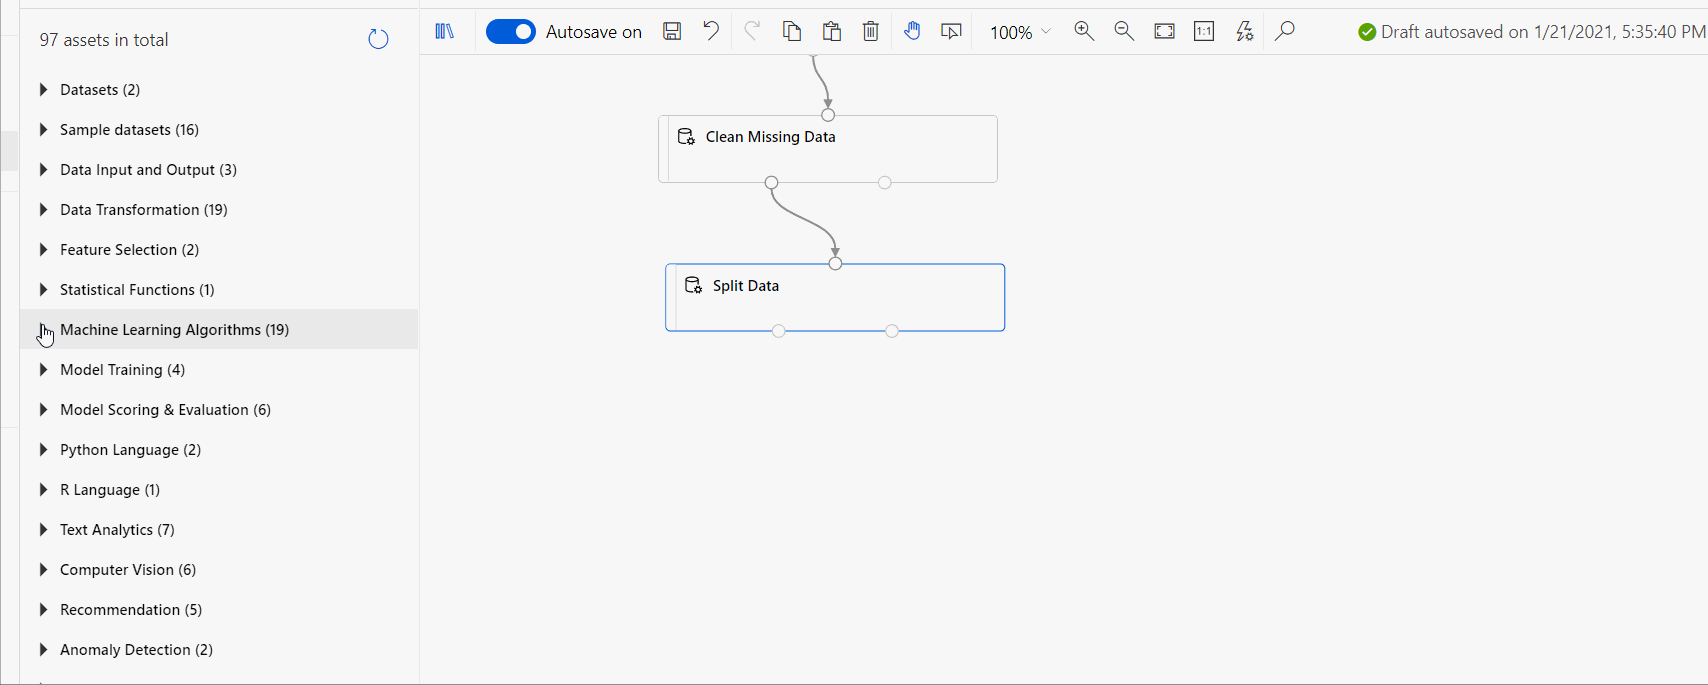 97 assets in total
Autosave on
100%
1:1
Draft autosaved on 1/21/2021, 5:35:40 PM
Datasets (2)
Sample datasets (16)
Data Input and Output (3)
Data Transformation (19)
Feature Selection (2)
Statistical Functions (1)
Machine Learning Algorithms (19)
Model Training (4)
Model Scoring & Evaluation (6)
Python Language (2)
R Language (1)
Text Analytics (7)
Computer Vision (6)
Recommendation (5)
Anomaly Detection (2)
Clean Missing Data
Split Data